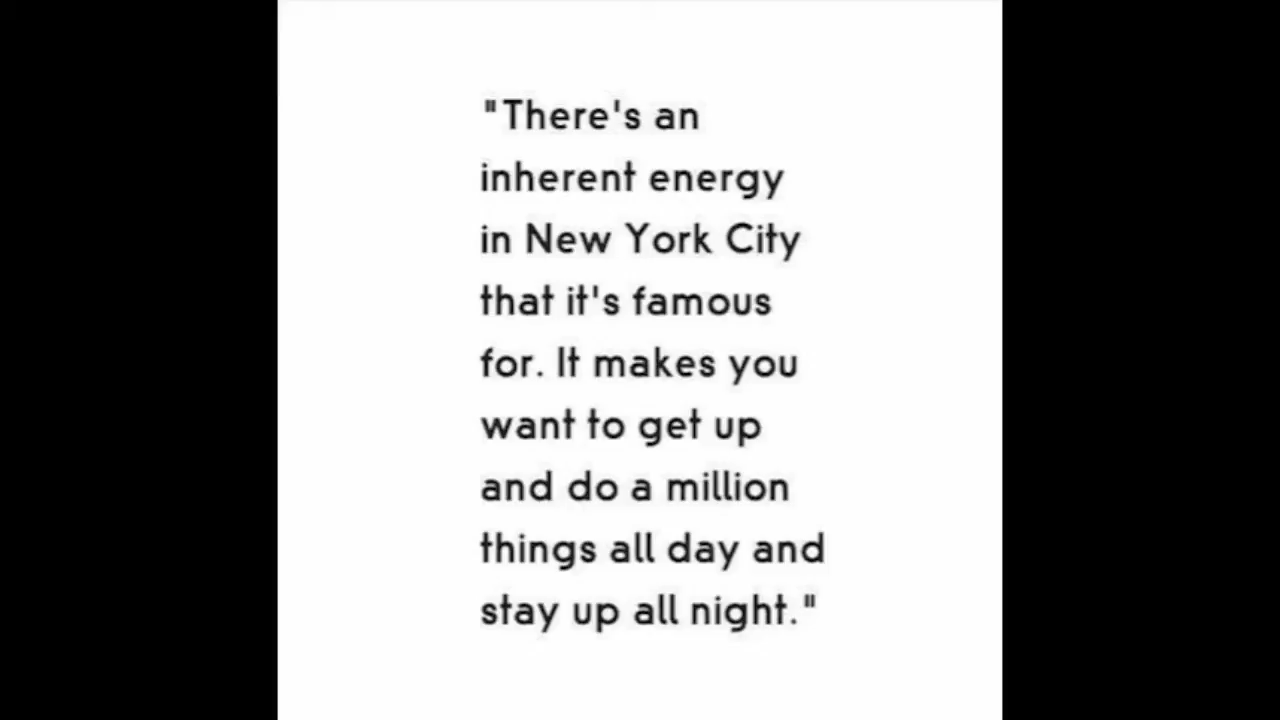 "There's an
inherent energy
in New York City
that it's famous
for. It makes you
want to get up
and do a million
things all day and
stay up all night."